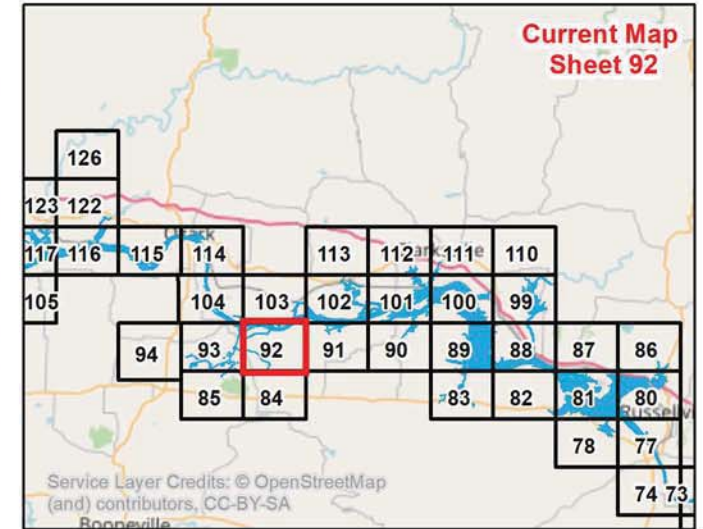 Current Map
Sheet 92
126
123 122
117 116 115 114 113 112 111 110
105 104 103 102 101 100 99
94 93 92 91 90 89 88 87 86
85 84 83 82 81 80
78 77
74 73
Service Layer Credits: © OpenStreetMap
(and) contributors, CC-BY-SA